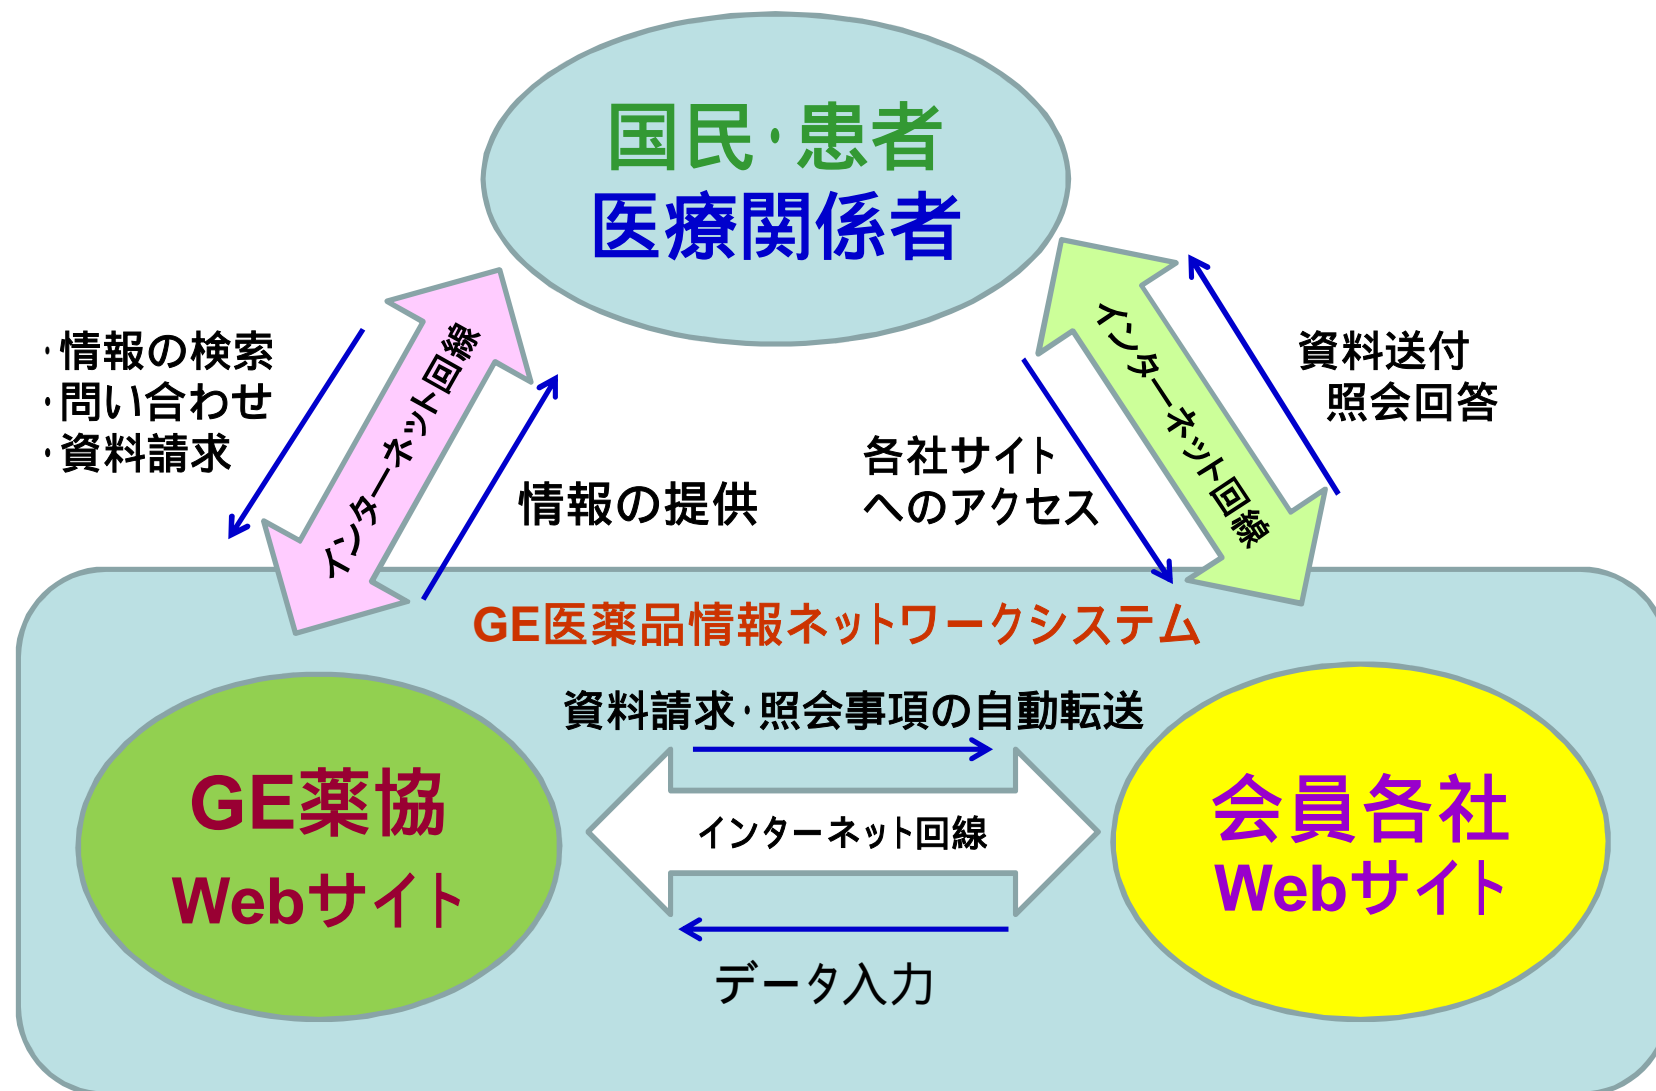 国民・患者
医療関係者
・情報の検索
・問い合わせ
・資料請求
インターネット回線
情報の提供
各社サイト
へのアクセス
インターネット回線
資料送付
照会回答
GE医薬品情報ネットワークシステム
資料請求・照会事項の自動転送
GE薬協
Webサイト
インターネット回線
会員各社
Webサイト
データ入力